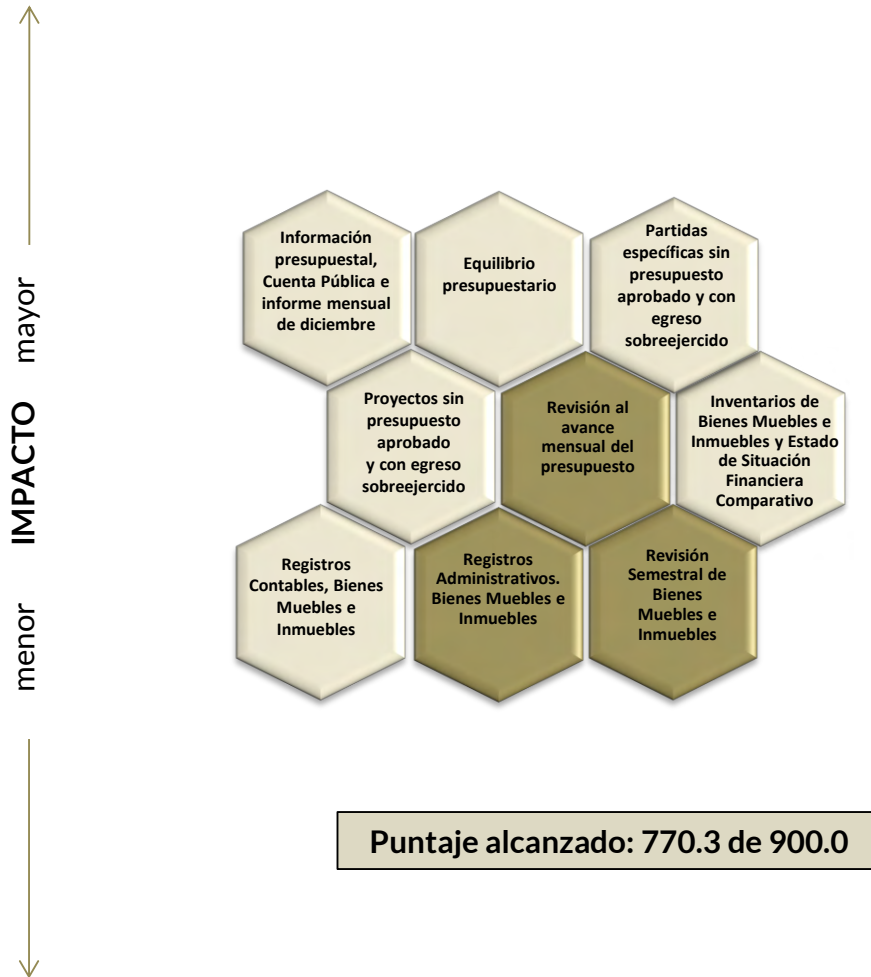 mayor
IMPACTO
menor
Información
presupuestal,
Cuenta Pública e
informe mensual
de diciembre
Equilibrio
presupuestario
Partidas
específicas sin
presupuesto
aprobado y con
egreso
sobreejercido
Proyectos sin
presupuesto
aprobado
y con egreso
sobreejercido
Revisión al
avance
mensual del
presupuesto
Inventarios de
Bienes Muebles e
Inmuebles y Estado
de Situación
Financiera
Comparativo
Registros
Contables, Bienes
Muebles e
Inmuebles
Registros
Administrativos.
Bienes Muebles e
Inmuebles
Revisión
Semestral de
Bienes
Muebles e
Inmuebles
Puntaje alcanzado: 770.3 de 900.0